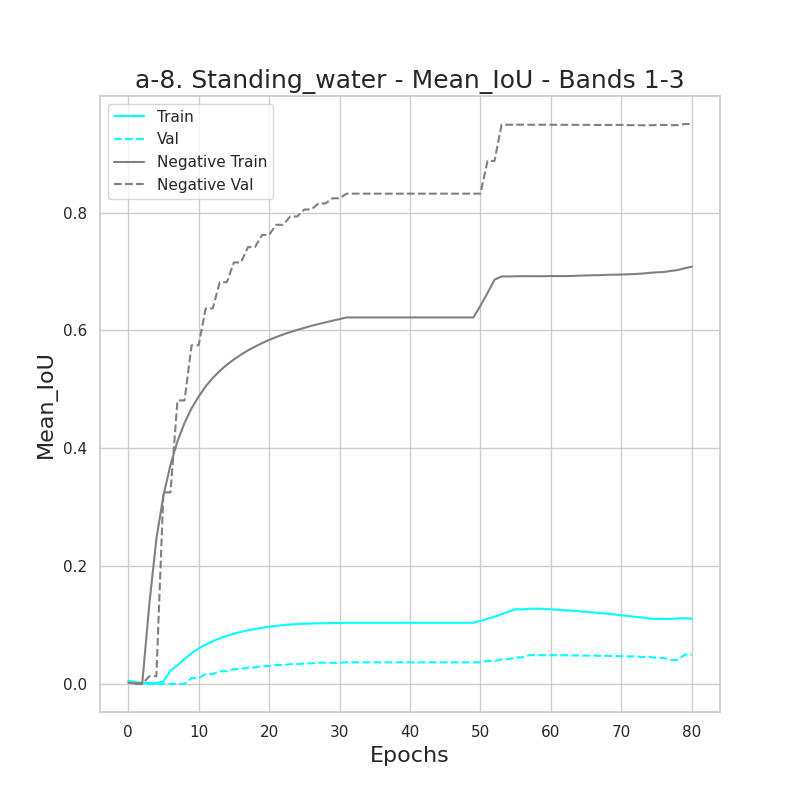 a-8. Standing_water - Mean_IoU - Bands 1-3
Train
Val
Negative Train
Negative Val
Mean_IoU
0.8
0.6
0.4
0.2
0.0
0 10 20 30 40 50 60 70 80
Epochs